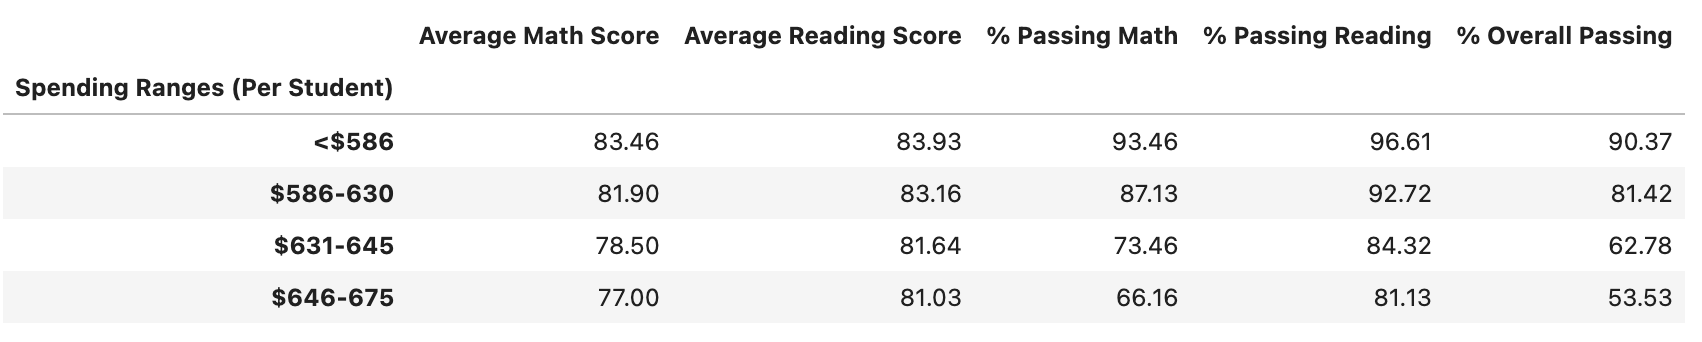 Average Math Score Average Reading Score % Passing Math % Passing Reading % Overall Passing
Spending Ranges (Per Student)
<$586 83.46 83.93 93.46 96.61 90.37
$586-630 81.90 83.16 87.13 92.72 81.42
$631-645 78.50 81.64 73.46 84.32 62.78
$646-675 77.00 81.03 66.16 81.13 53.53